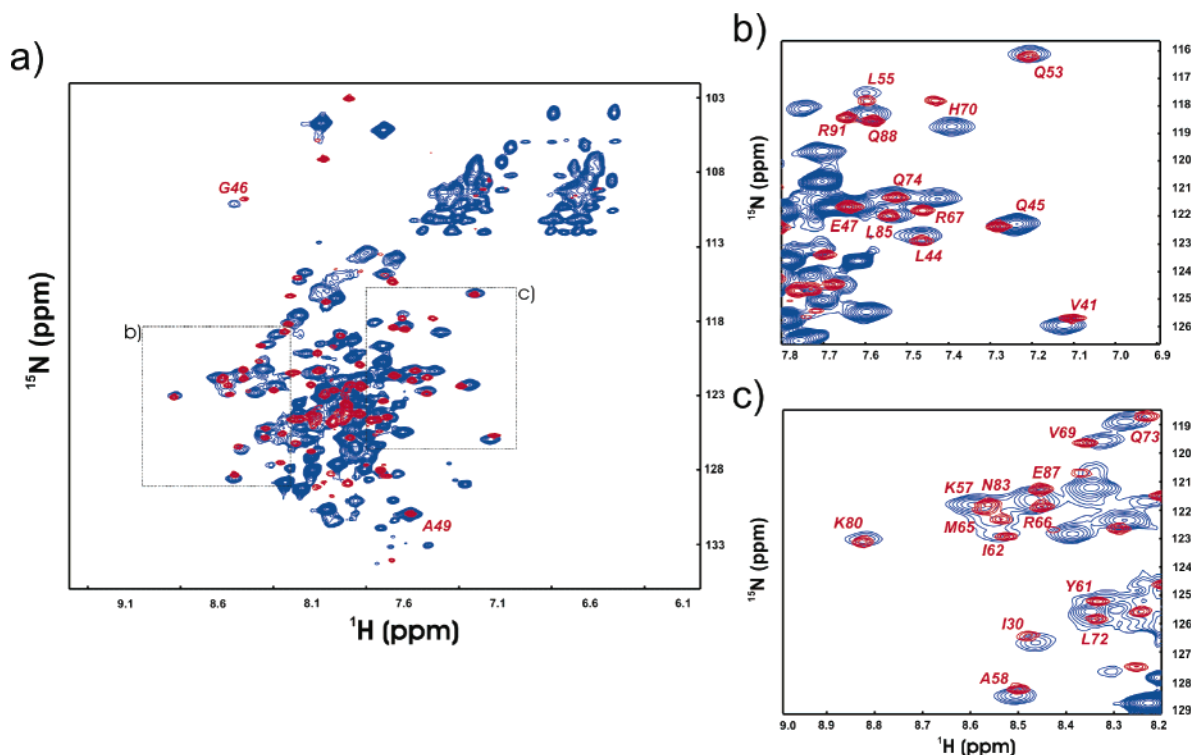 a)
G46
A49
b)
c)
103
108
113
118
123
128
133
¹⁵N (ppm)
9.1 8.6 8.1 7.6 7.1 6.6 6.1
¹H (ppm)
b)
L55
Q53
H70
R91
Q88
Q74
Q45
E47
L85
R67
L44
V41
116
117
118
119
120
121
122
123
124
125
126
¹⁵N (ppm)
7.8 7.7 7.6 7.5 7.4 7.3 7.2 7.1 7.0 6.9
c)
V69
Q73
E87
N83
K57
M65
R66
K80
I62
Y61
I30
L72
A58
119
120
121
122
123
124
125
126
127
128
129
¹⁵N (ppm)
9.0 8.9 8.8 8.7 8.6 8.5 8.4 8.3 8.2
¹H (ppm)